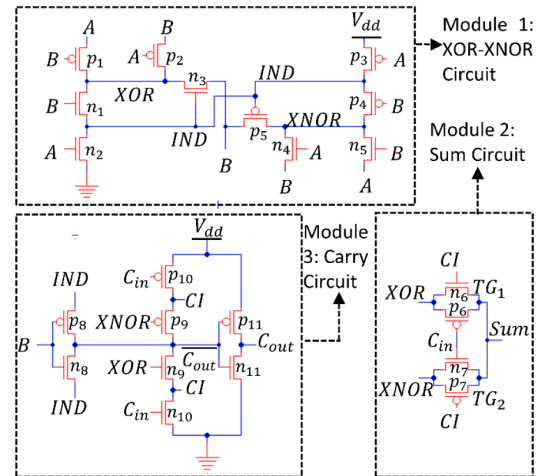 A B V_dd Module 1:
B p_1 A p_2 p_3 A XOR-XNOR
n_3 IND Circuit
XOR p_4 B
B n_1 XNOR
IND p_5 Module 2:
A n_2 n_4 A n_5 B Sum Circuit
B B A
V_dd Module
3: Carry
Circuit
IND C_in p_10 CI
CI XOR n_6 TG_1
XNOR p_9 p_6
p_8 p_11 C_in Sum
B C_out C_out
n_8 XOR n_9 n_11 n_7
CI XNOR p_7
IND C_in n_10 TG_2
CI